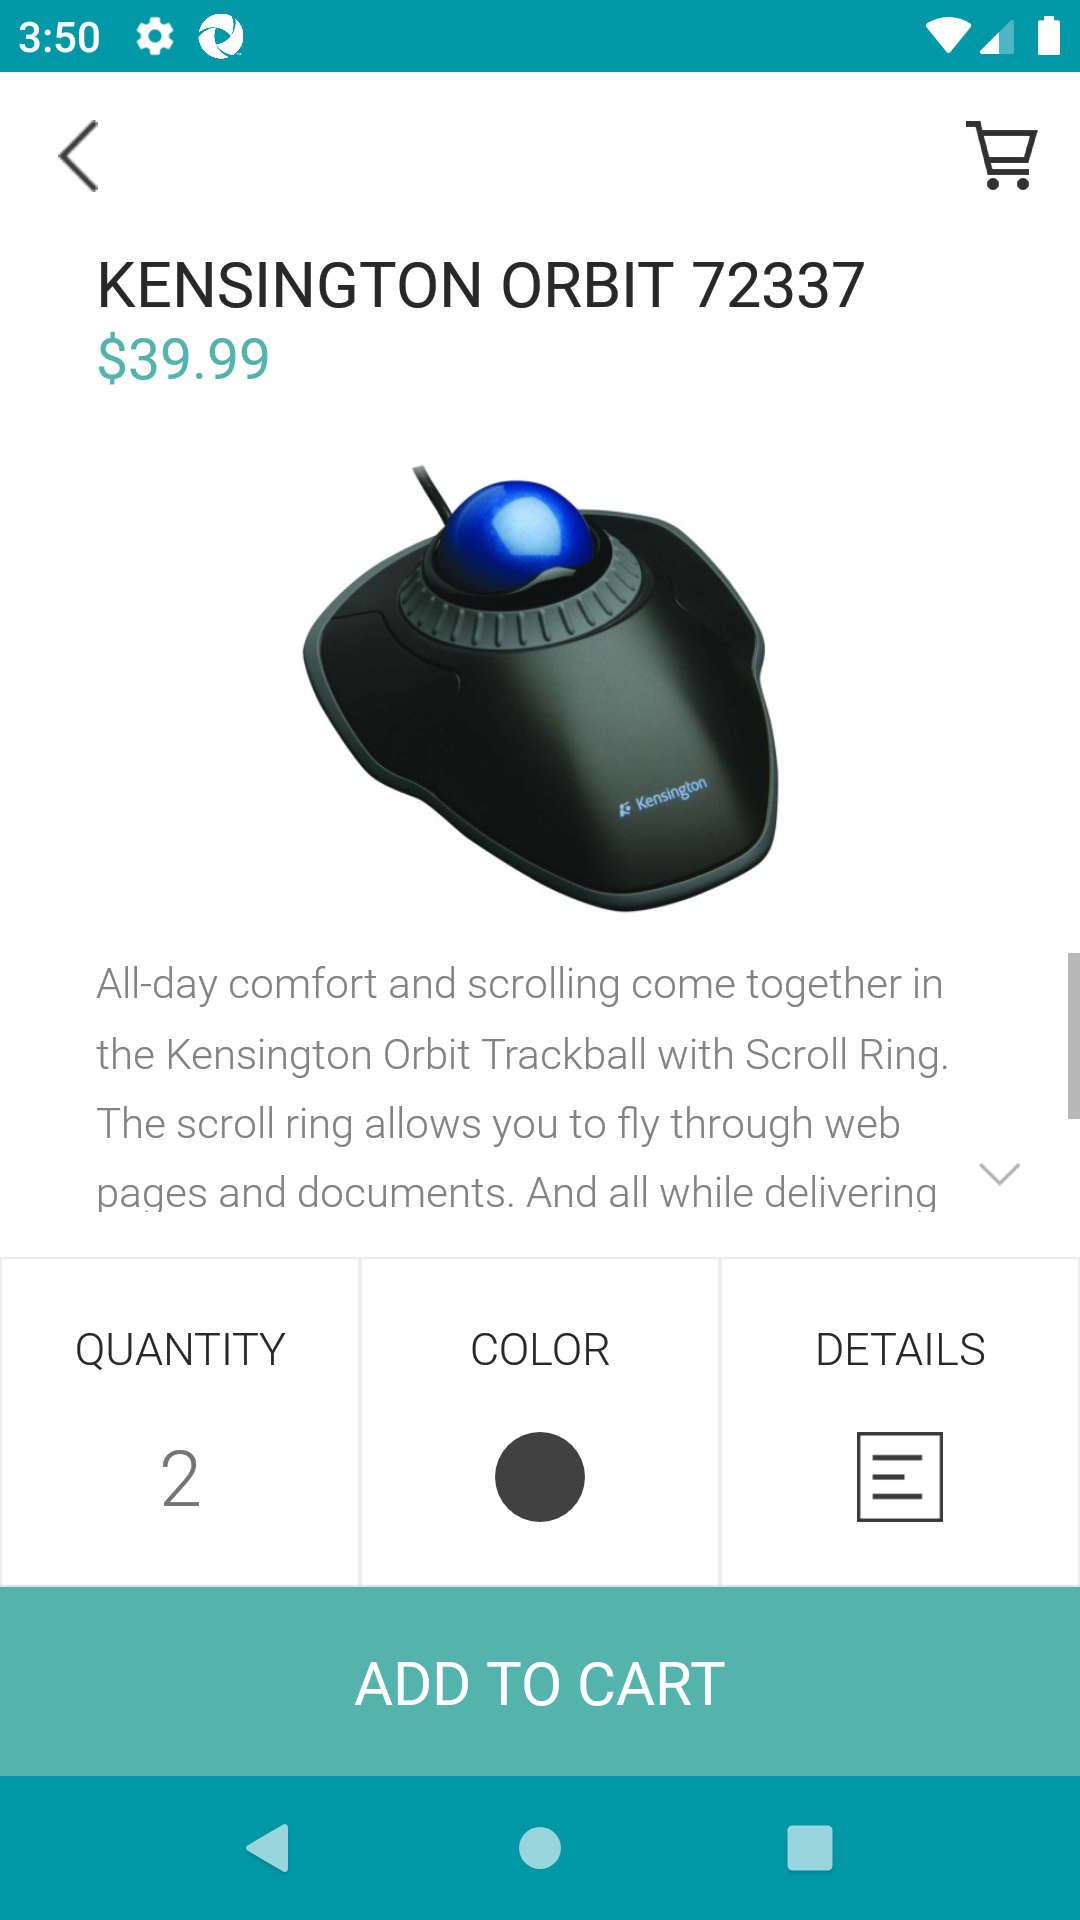 3:50
KENSINGTON ORBIT 72337
$39.99
Kensington
All-day comfort and scrolling come together in
the Kensington Orbit Trackball with Scroll Ring.
The scroll ring allows you to fly through web
pages and documents. And all while delivering
QUANTITY
COLOR
DETAILS
2
ADD TO CART